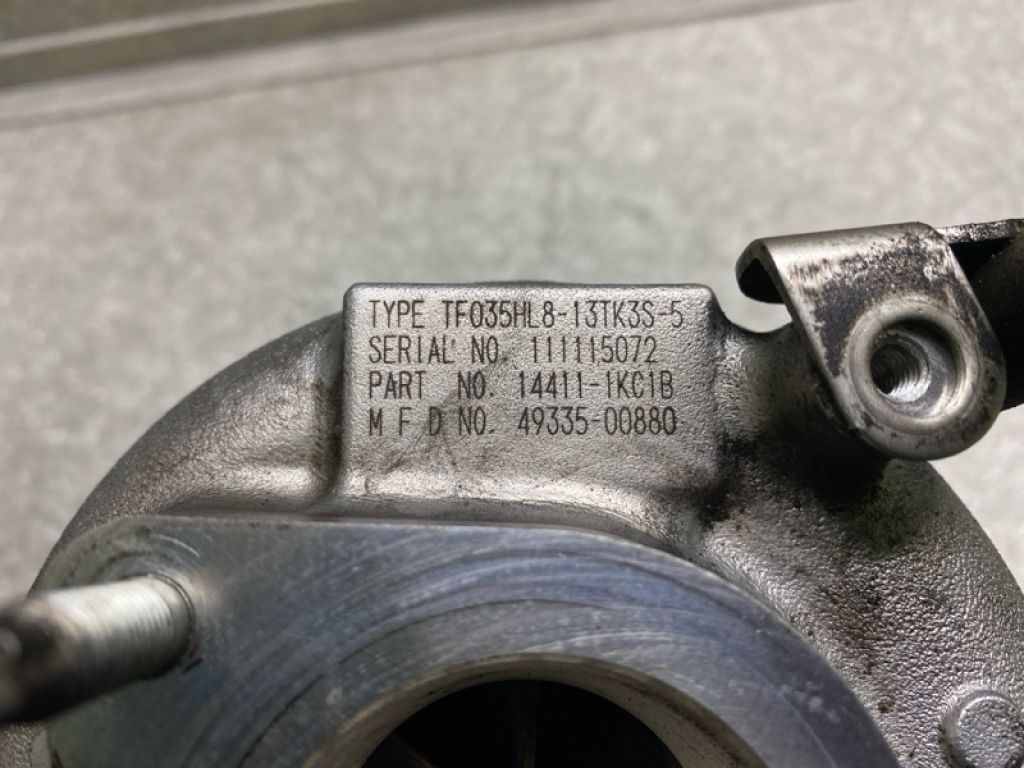 TYPE TF035HL8-13TK3S-5
SERIAL NO. 111115072
PART NO. 14411-1KC1B
M F D NO. 49335-00880